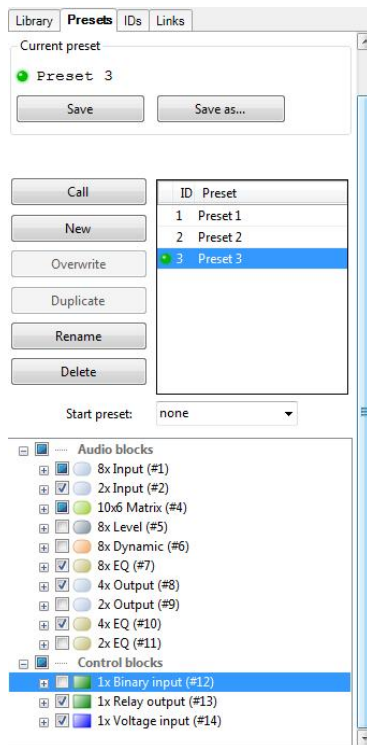 Library Presets IDs Links
Current preset
Preset 3
Save Save as...
Call
New
Overwrite
Duplicate
Rename
Delete
ID Preset
1 Preset 1
2 Preset 2
3 Preset 3
Start preset: none
Audio blocks
8x Input (#1)
2x Input (#2)
10x6 Matrix (#4)
8x Level (#5)
8x Dynamic (#6)
8x EQ (#7)
4x Output (#8)
2x Output (#9)
4x EQ (#10)
2x EQ (#11)
Control blocks
1x Binary input (#12)
1x Relay output (#13)
1x Voltage input (#14)